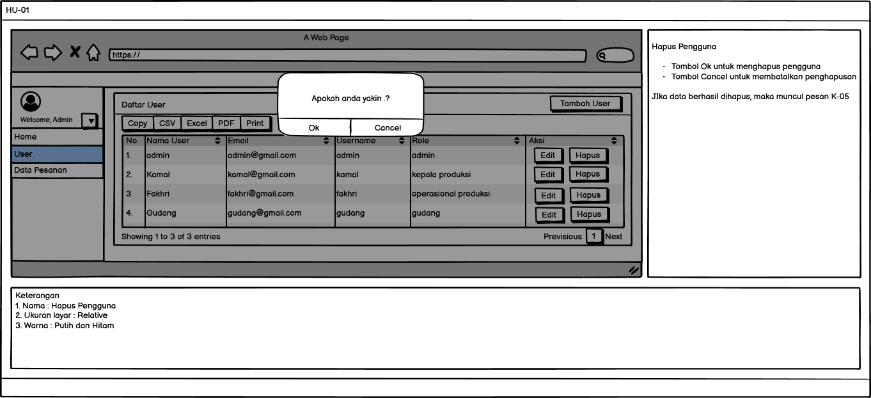 HU-01
A Web Page
https://
Apakah anda yakin .?
Ok Cancel
Welcome, Admin
Home
User
Data Pesanan
Daftar User
Tambah User
Copy CSV Excel PDF Print
No. Nama User Email Username Role Aksi
1. admin admin@gmail.com admin admin Edit Hapus
2. Kamal kamal@gmail.com kamal kepala produksi Edit Hapus
3. Fakhri fakhri@gmail.com fakhri operasional produksi Edit Hapus
4. Gudang gudang@gmail.com gudang gudang Edit Hapus
Showing 1 to 3 of 3 entries
Previsious 1 Next
Hapus Pengguna
- Tombol Ok untuk menghapus pengguna
- Tombol Cancel untuk membatalkan penghapusan
JIka data berhasil dihapus, maka muncul pesan K-05
Keterangan
1. Nama : Hapus Pengguna
2. Ukuran layar : Relative
3. Warna : Putih dan Hitam